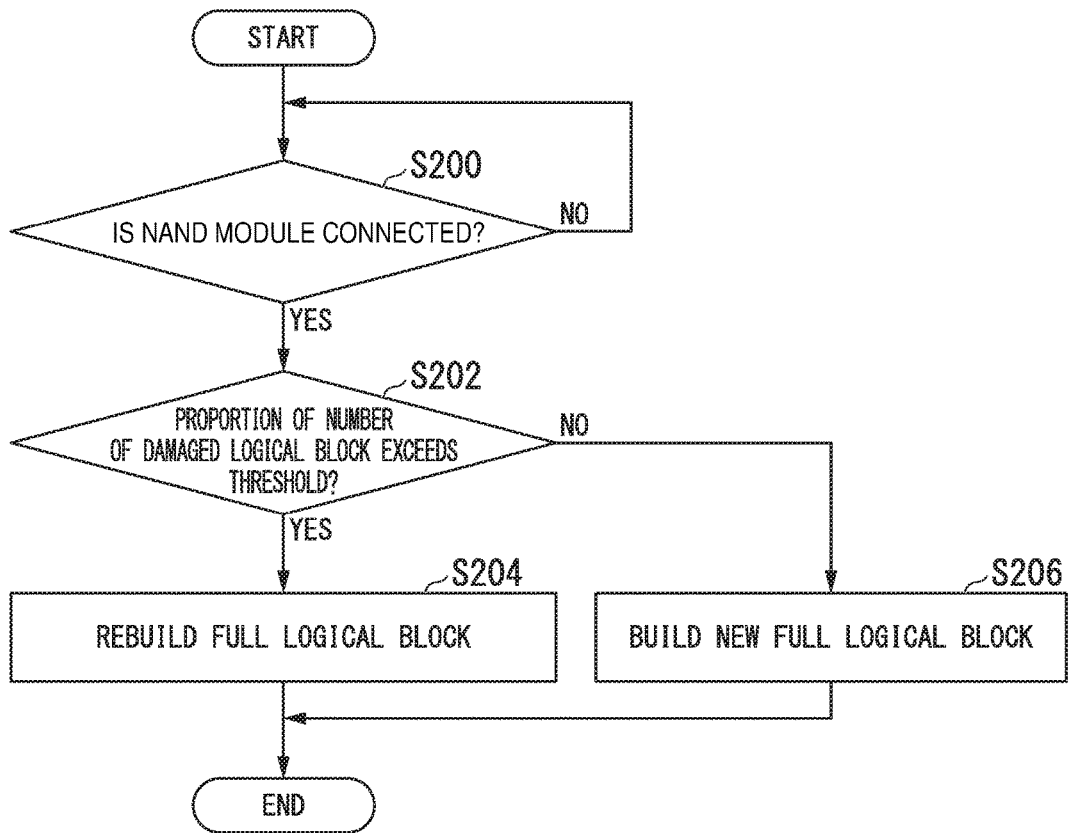 START
S200
IS NAND MODULE CONNECTED?
NO
YES
S202
PROPORTION OF NUMBER
OF DAMAGED LOGICAL BLOCK EXCEEDS
THRESHOLD?
NO
YES
S204
REBUILD FULL LOGICAL BLOCK
S206
BUILD NEW FULL LOGICAL BLOCK
END